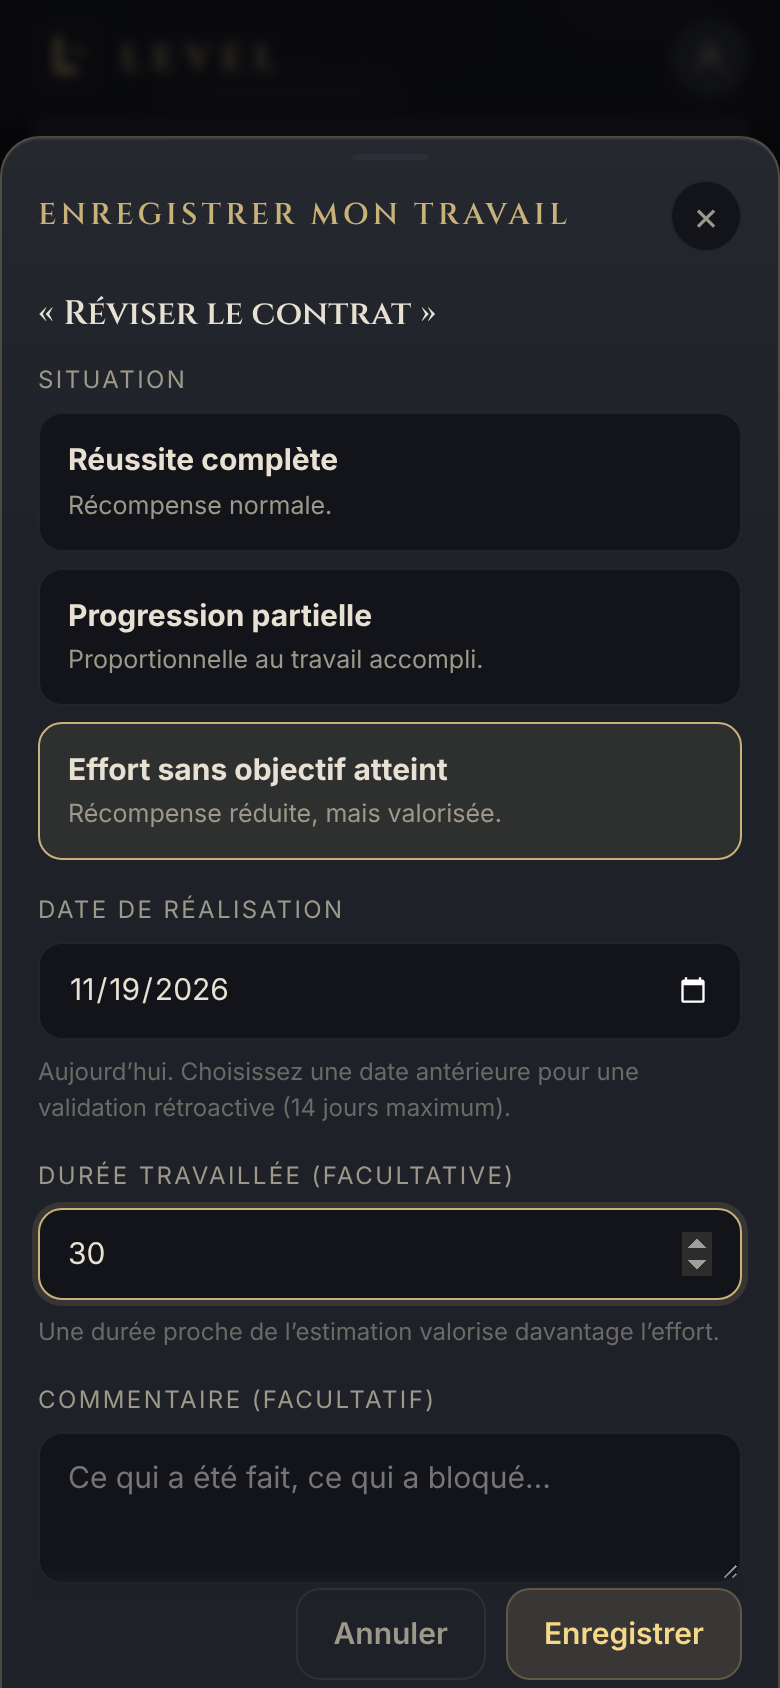 LEVEL
ENREGISTRER MON TRAVAIL
« RÉVISER LE CONTRAT »
SITUATION
Réussite complète
Récompense normale.
Progression partielle
Proportionnelle au travail accompli.
Effort sans objectif atteint
Récompense réduite, mais valorisée.
DATE DE RÉALISATION
11/19/2026
Aujourd’hui. Choisissez une date antérieure pour une
validation rétroactive (14 jours maximum).
DURÉE TRAVAILLÉE (FACULTATIVE)
30
Une durée proche de l’estimation valorise davantage l’effort.
COMMENTAIRE (FACULTATIF)
Ce qui a été fait, ce qui a bloqué…
Annuler
Enregistrer